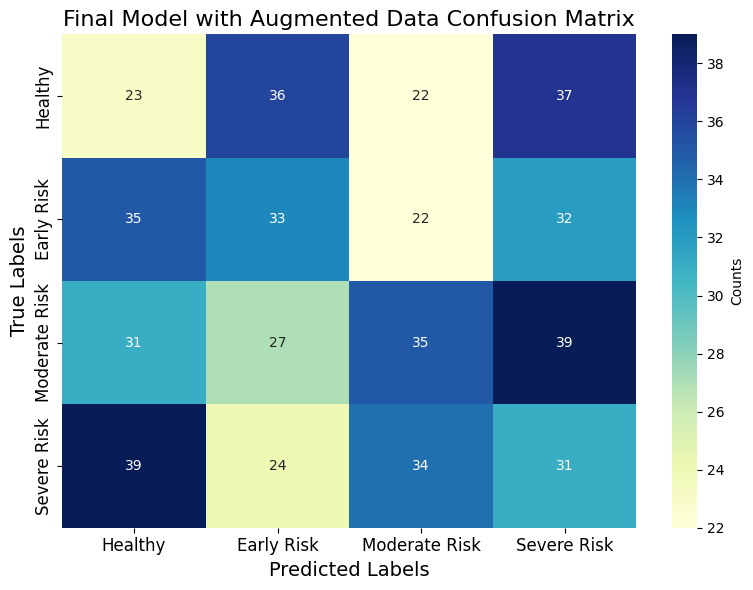 Final Model with Augmented Data Confusion Matrix
True Labels
Healthy
23 36 22 37
Early Risk
35 33 22 32
Moderate Risk
31 27 35 39
Severe Risk
39 24 34 31
Healthy Early Risk Moderate Risk Severe Risk
Predicted Labels
38
36
34
32
30
28
26
24
22
Counts